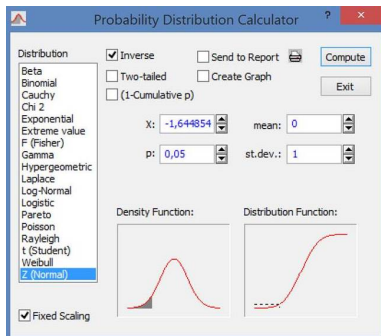 Probability Distribution Calculator ? ×
Distribution
Beta
Binomial
Cauchy
Chi 2
Exponential
Extreme value
F (Fisher)
Gamma
Hypergeometric
Laplace
Log-Normal
Logistic
Pareto
Poisson
Rayleigh
t (Student)
Weibull
Z (Normal)
Fixed Scaling
Inverse
Send to Report
Compute
Two-tailed
Create Graph
Exit
(1-Cumulative p)
X: -1,644854 mean: 0
p: 0,05 st.dev.: 1
Density Function: Distribution Function: